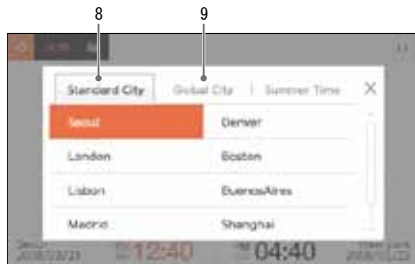 8 9
Standard City Global City | Summer Time X
Seoul Denver
London Boston
Lisbon BuenosAires
Madrid Shanghai
12:40 04:40